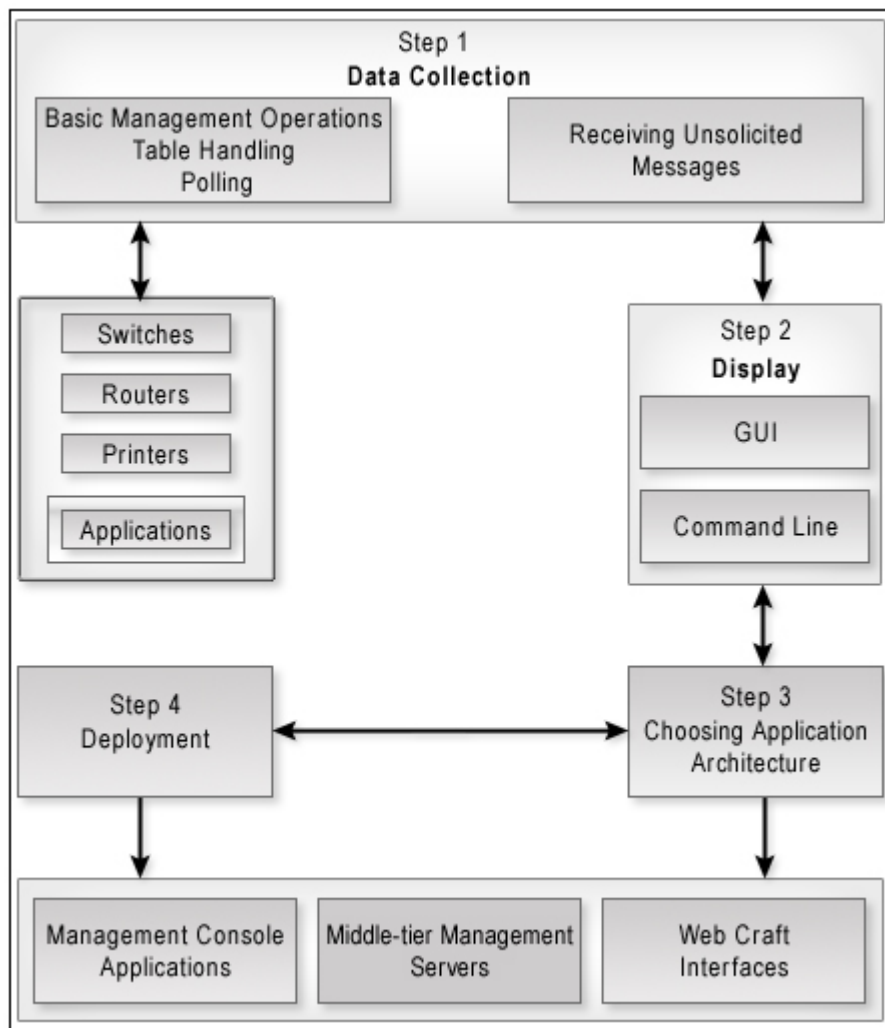 Step 1
Data Collection
Basic Management Operations
Table Handling
Polling
Receiving Unsolicited
Messages
Switches
Routers
Printers
Applications
Step 2
Display
GUI
Command Line
Step 4
Deployment
Step 3
Choosing Application
Architecture
Management Console
Applications
Middle-tier Management
Servers
Web Craft
Interfaces